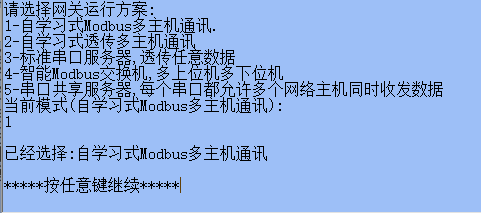 请选择网关运行方案:
1-自学习式Modbus多主机通讯.
2-自学习式透传多主机通讯
3-标准串口服务器,透传任意数据
4-智能Modbus交换机,多上位机多下位机
5-串口共享服务器,每个串口都允许多个网络主机同时收发数据
当前模式(自学习式Modbus多主机通讯):
1
已经选择:自学习式Modbus多主机通讯
*****按任意键继续*****